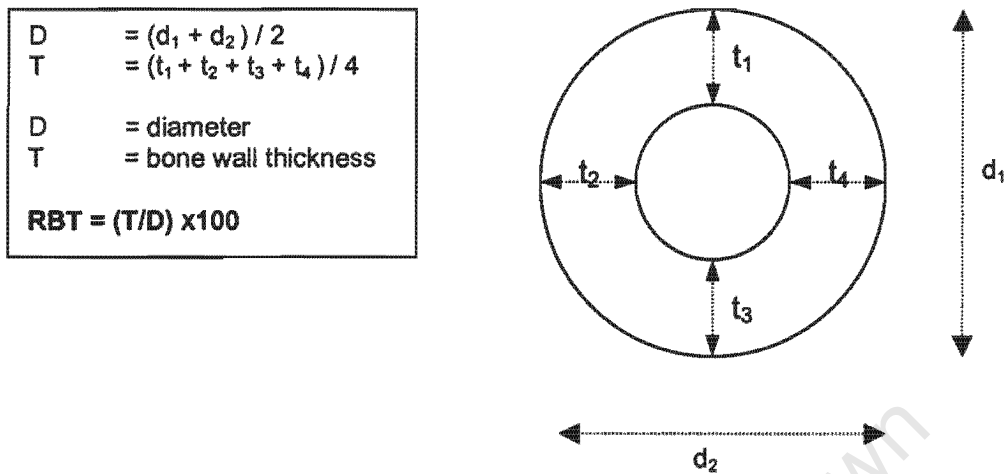 D = (d₁ + d₂) / 2
T = (t₁ + t₂ + t₃ + t₄) / 4
D = diameter
T = bone wall thickness
RBT = (T/D) x100
t₁
t₂
t₄
t₃
d₁
d₂
wn